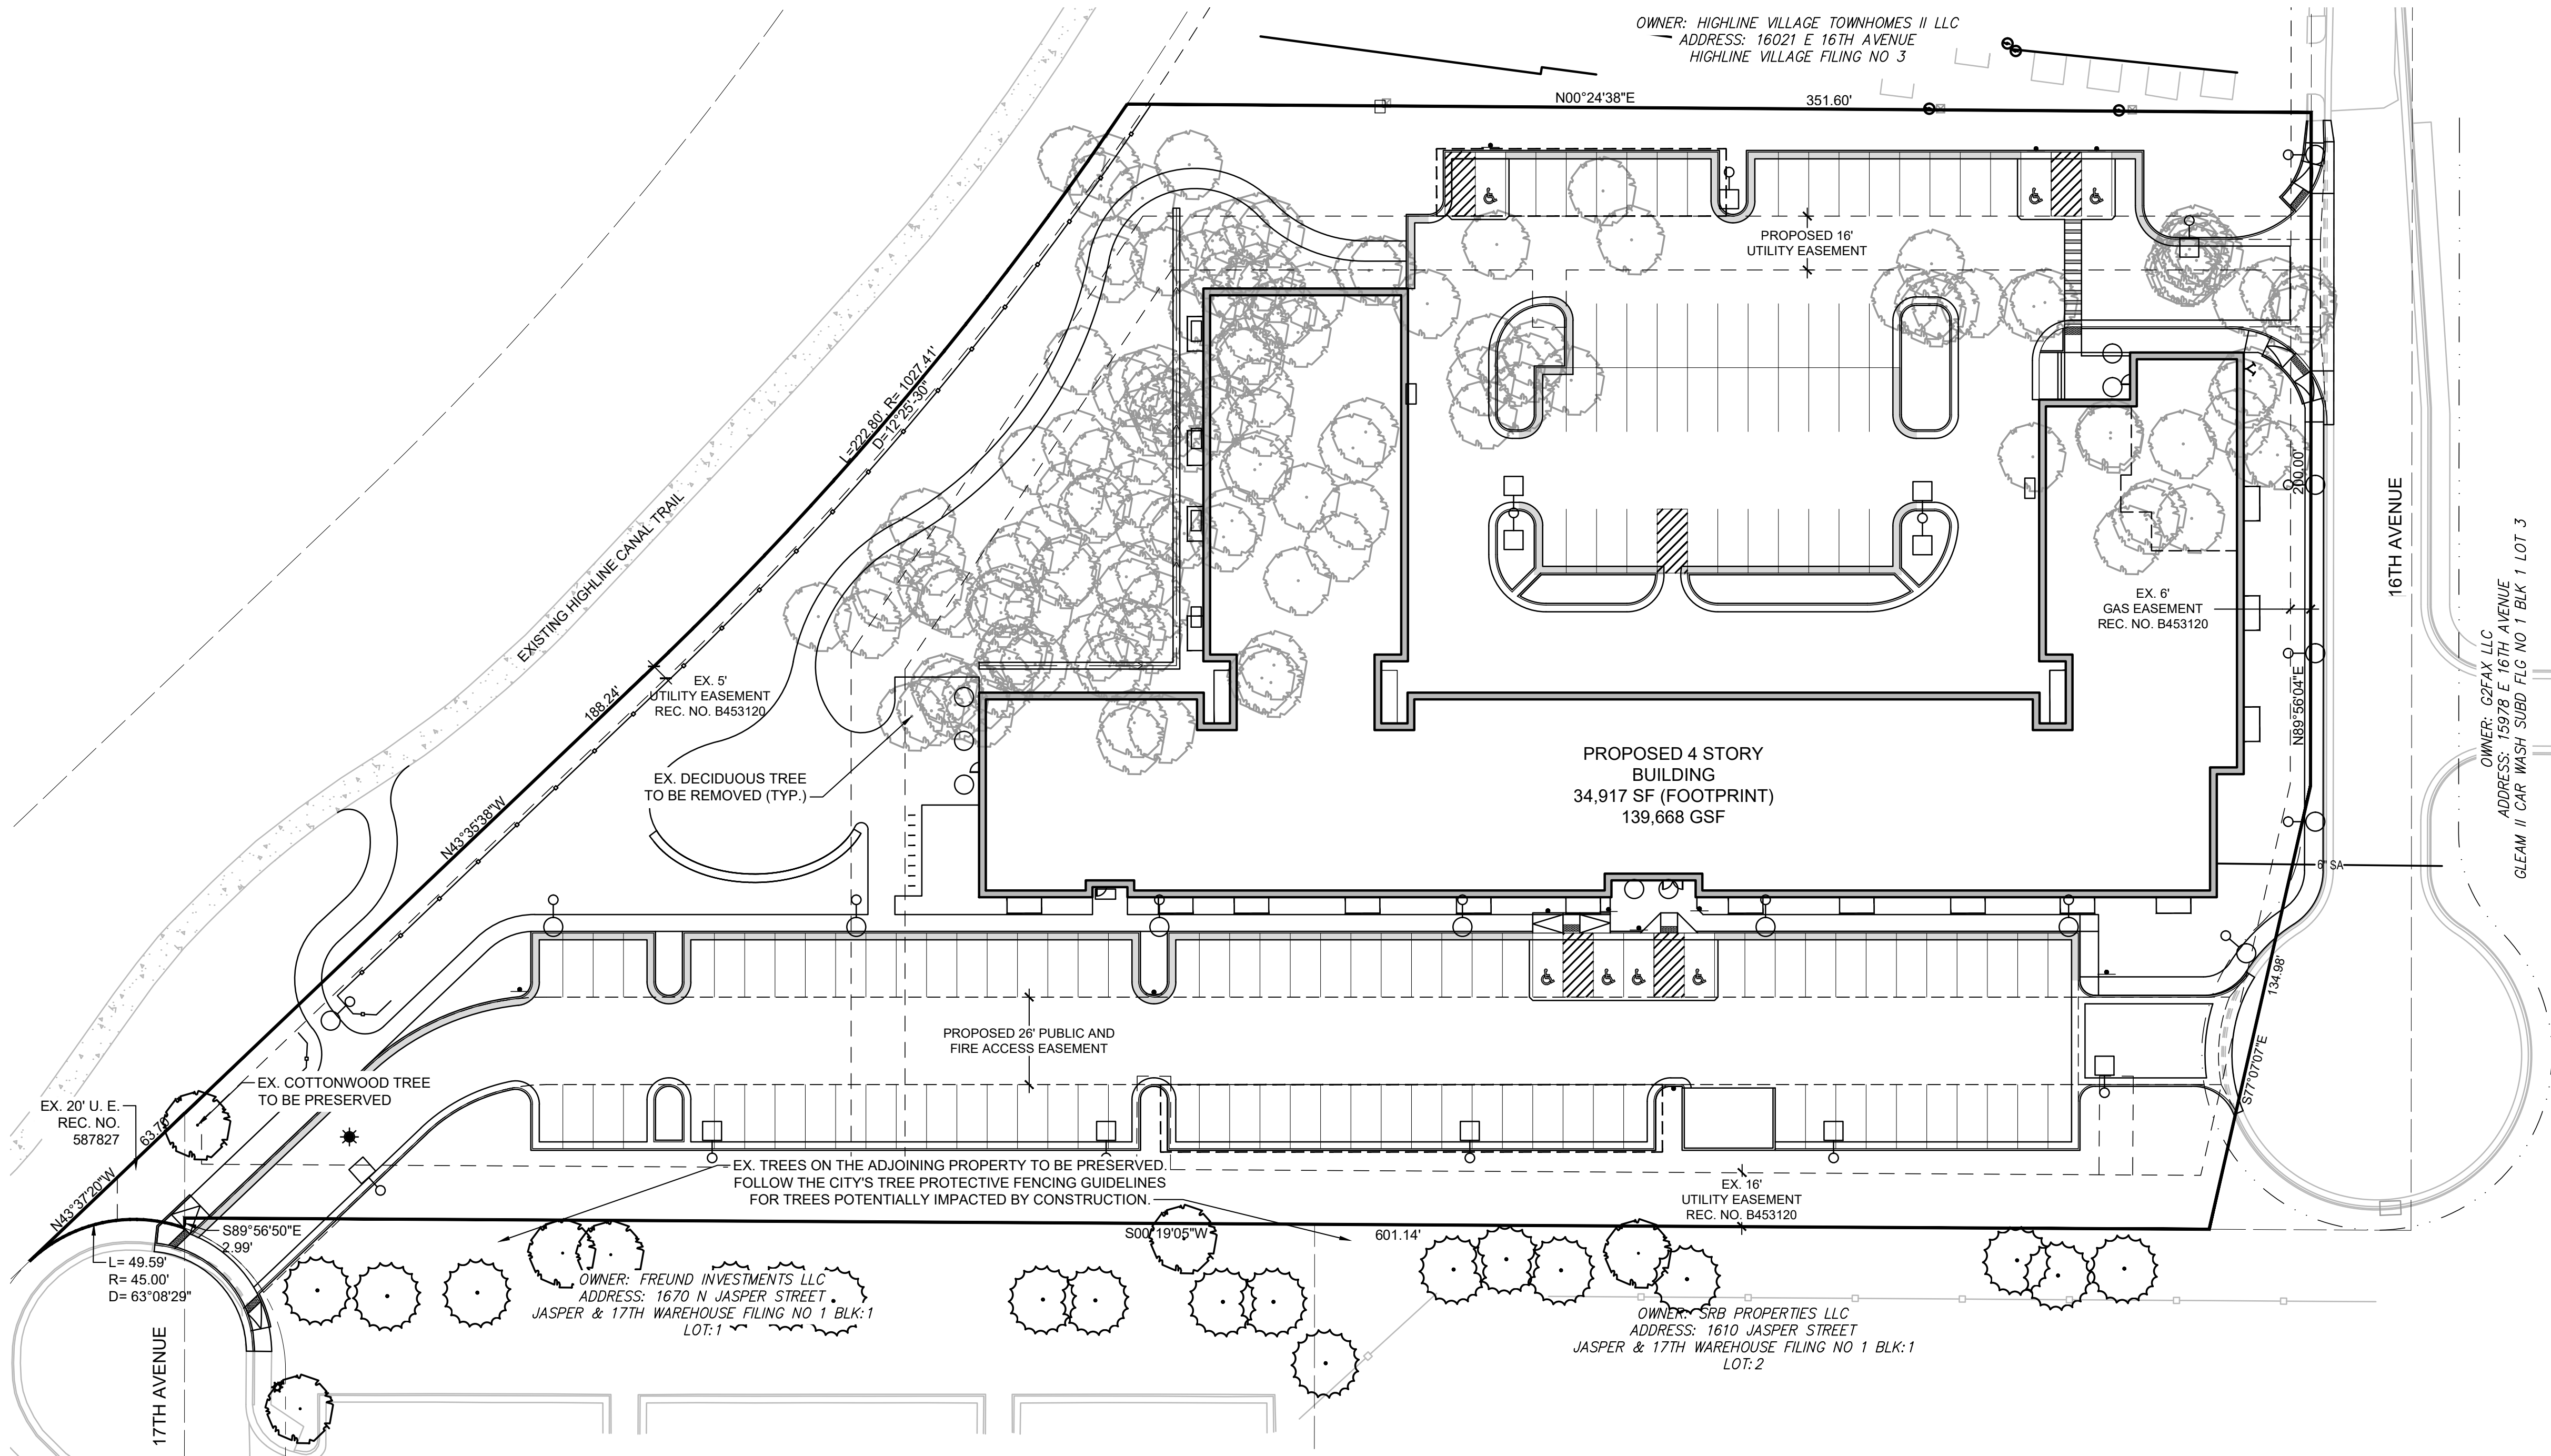 OWNER: HIGHLINE VILLAGE TOWNHOMES II LLC
ADDRESS: 16021 E 16TH AVENUE
HIGHLINE VILLAGE FILING NO 3
N00°24'38"E
351.60'
PROPOSED 16'
UTILITY EASEMENT
L=222.80', R= 1027.41'
D=12°25'-30"
EXISTING HIGHLINE CANAL TRAIL
200.00'
16TH AVENUE
EX. 6'
GAS EASEMENT
REC. NO. B453120
OWNER: G2FAX LLC
ADDRESS: 15978 E 16TH AVENUE
GLEAM II CAR WASH SUBD FLG NO 1 BLK 1 LOT 3
N89°56'04"E
188.24'
EX. 5'
UTILITY EASEMENT
REC. NO. B453120
EX. DECIDUOUS TREE
TO BE REMOVED (TYP.)
PROPOSED 4 STORY
BUILDING
34,917 SF (FOOTPRINT)
139,668 GSF
N43°35'38"W
6" SA
134.98'
S77°07'07"E
PROPOSED 26' PUBLIC AND
FIRE ACCESS EASEMENT
EX. COTTONWOOD TREE
TO BE PRESERVED
EX. 20' U. E.
REC. NO.
587827
N43°37'20"W
EX. TREES ON THE ADJOINING PROPERTY TO BE PRESERVED.
FOLLOW THE CITY'S TREE PROTECTIVE FENCING GUIDELINES
FOR TREES POTENTIALLY IMPACTED BY CONSTRUCTION.
EX. 16'
UTILITY EASEMENT
REC. NO. B453120
S89°56'50"E
2.99'
S00°19'05"W
601.14'
L= 49.59'
R= 45.00'
D= 63°08'29"
OWNER: FREUND INVESTMENTS LLC
ADDRESS: 1670 N JASPER STREET
JASPER & 17TH WAREHOUSE FILING NO 1 BLK:1
LOT:1
OWNER: SRB PROPERTIES LLC
ADDRESS: 1610 JASPER STREET
JASPER & 17TH WAREHOUSE FILING NO 1 BLK:1
LOT:2
17TH AVENUE